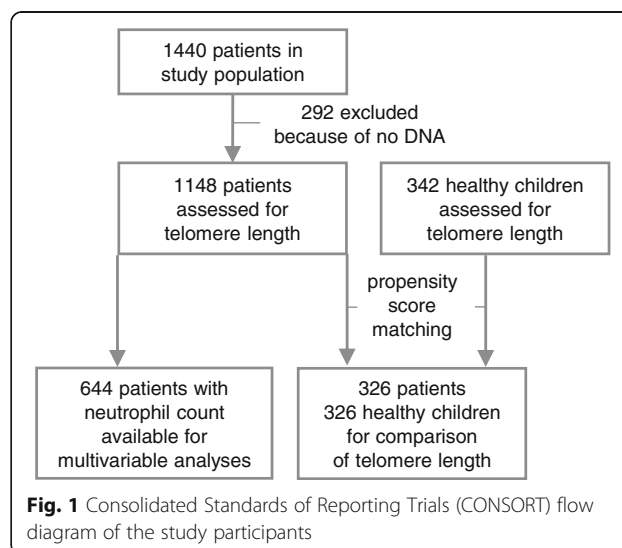 1440 patients in
study population
292 excluded
because of no DNA
1148 patients
assessed for
telomere length
342 healthy children
assessed for
telomere length
propensity
score
matching
644 patients with
neutrophil count
available for
multivariable analyses
326 patients
326 healthy children
for comparison
of telomere length
Fig. 1 Consolidated Standards of Reporting Trials (CONSORT) flow
diagram of the study participants